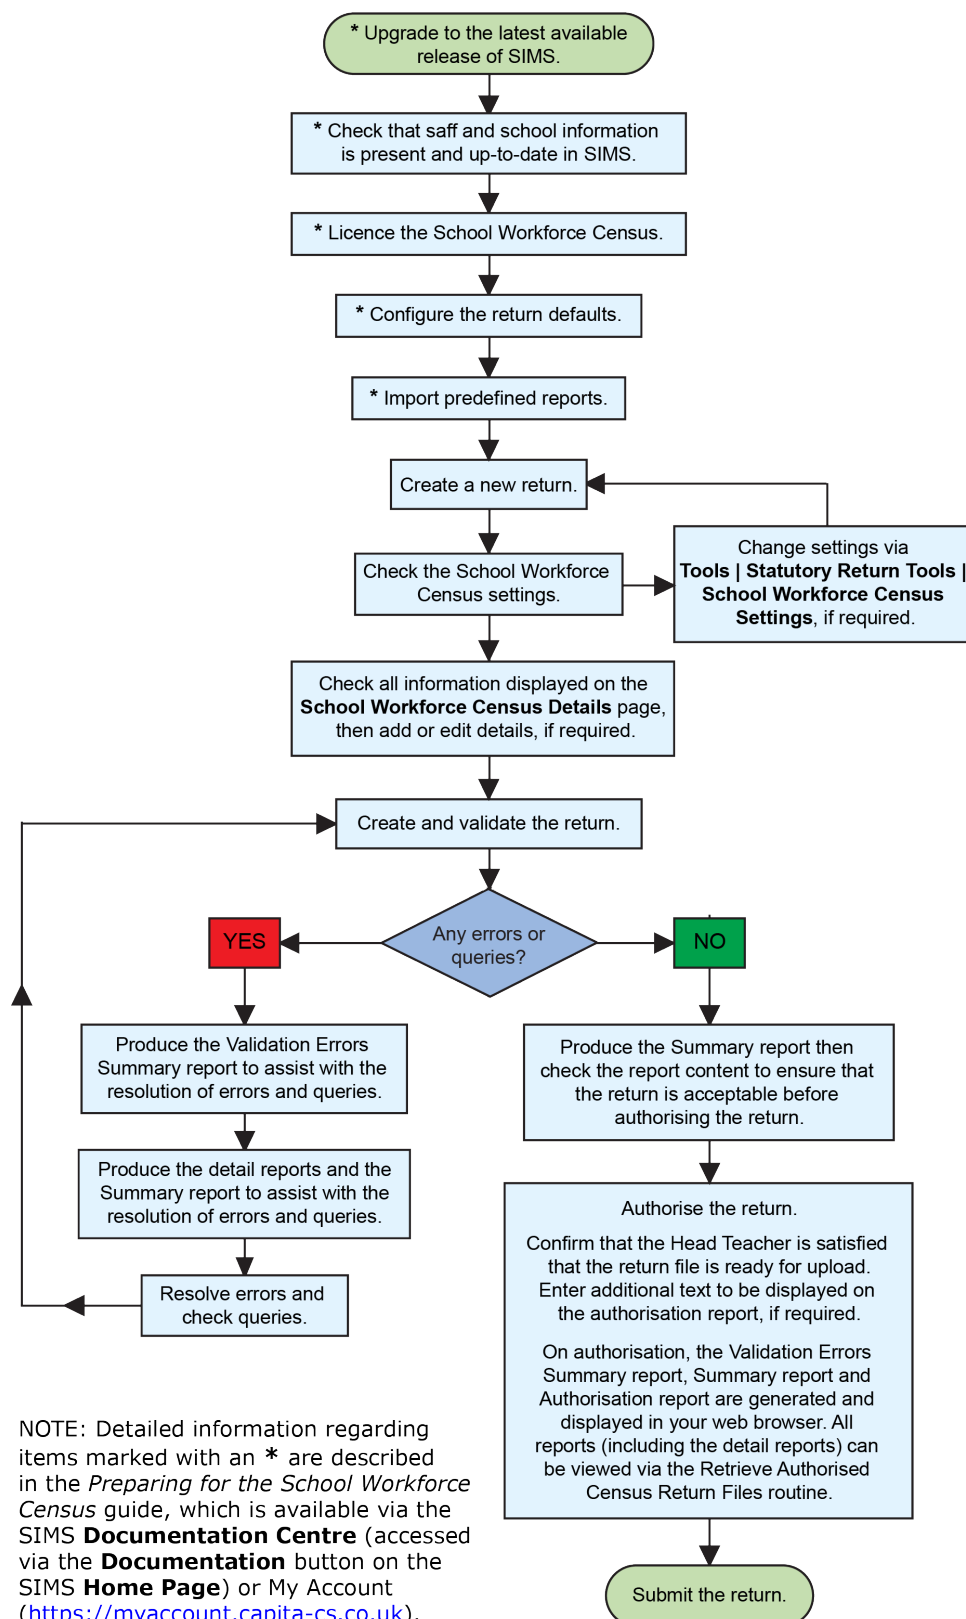 * Upgrade to the latest available
release of SIMS.
* Check that saff and school information
is present and up-to-date in SIMS.
* Licence the School Workforce Census.
* Configure the return defaults.
* Import predefined reports.
Create a new return.
Check the School Workforce
Census settings.
Change settings via
Tools | Statutory Return Tools |
School Workforce Census
Settings, if required.
Check all information displayed on the
School Workforce Census Details page,
then add or edit details, if required.
Create and validate the return.
Any errors or
queries?
YES
NO
Produce the Validation Errors
Summary report to assist with the
resolution of errors and queries.
Produce the detail reports and the
Summary report to assist with the
resolution of errors and queries.
Resolve errors and
check queries.
Produce the Summary report then
check the report content to ensure that
the return is acceptable before
authorising the return.
Authorise the return.
Confirm that the Head Teacher is satisfied
that the return file is ready for upload.
Enter additional text to be displayed on
the authorisation report, if required.
On authorisation, the Validation Errors
Summary report, Summary report and
Authorisation report are generated and
displayed in your web browser. All
reports (including the detail reports) can
be viewed via the Retrieve Authorised
Census Return Files routine.
Submit the return.
NOTE: Detailed information regarding
items marked with an * are described
in the Preparing for the School Workforce
Census guide, which is available via the
SIMS Documentation Centre (accessed
via the Documentation button on the
SIMS Home Page) or My Account
(https://myaccount.capita-cs.co.uk).